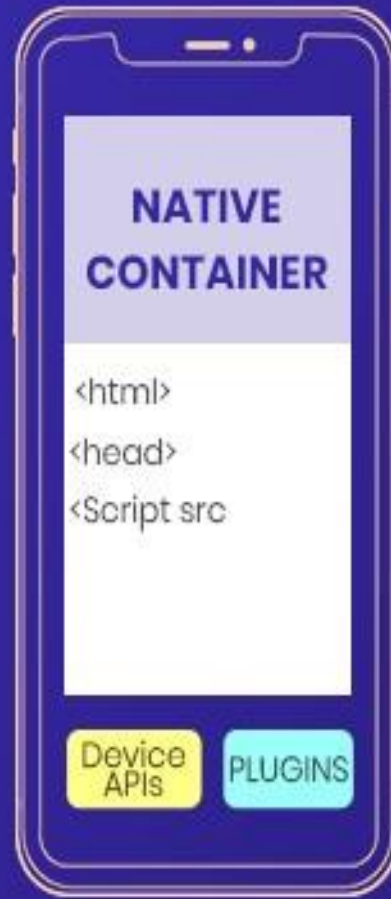 NATIVE
CONTAINER
<html>
<head>
<Script src
Device
APIs
PLUGINS